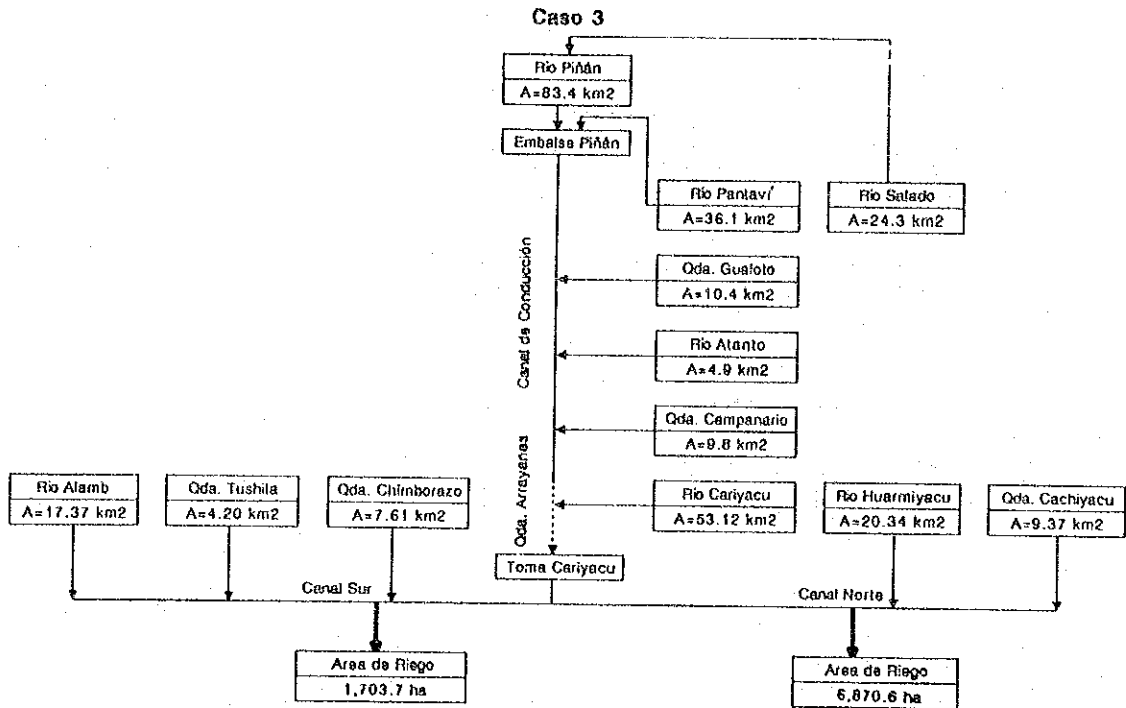 Caso 3
Río Piñán
A=83.4 km2
Embalse Piñán
Río Pantaví
A=36.1 km2
Río Salado
A=24.3 km2
Canal de Conducción
Qda. Gualoto
A=10.4 km2
Río Atanto
A=4.9 km2
Qda. Campanario
A=9.8 km2
Qda. Arrayanes
Río Alamb
A=17.37 km2
Qda. Tushila
A=4.20 km2
Qda. Chimborazo
A=7.61 km2
Río Cariyacu
A=53.12 km2
Río Huarmiyacu
A=20.34 km2
Qda. Cachiyacu
A=9.37 km2
Toma Cariyacu
Canal Sur
Canal Norte
Area de Riego
1,703.7 ha
Area de Riego
6,870.6 ha